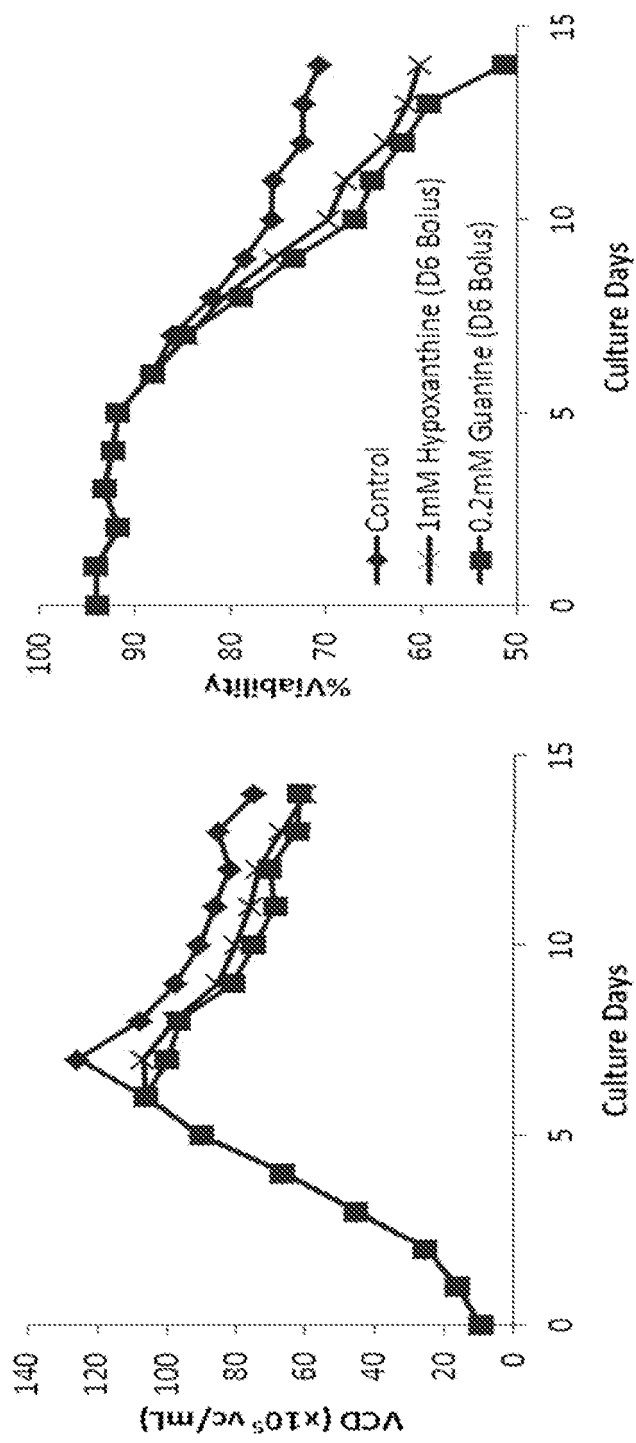 VCD (x10⁵ vc/mL)
140
120
100
80
60
40
20
0
0 5 10 15
Culture Days
%Viability
100
90
80
70
60
50
0 5 10 15
Culture Days
Control
1mM Hypoxanthine (D6 Bolus)
0.2mM Guanine (D6 Bolus)